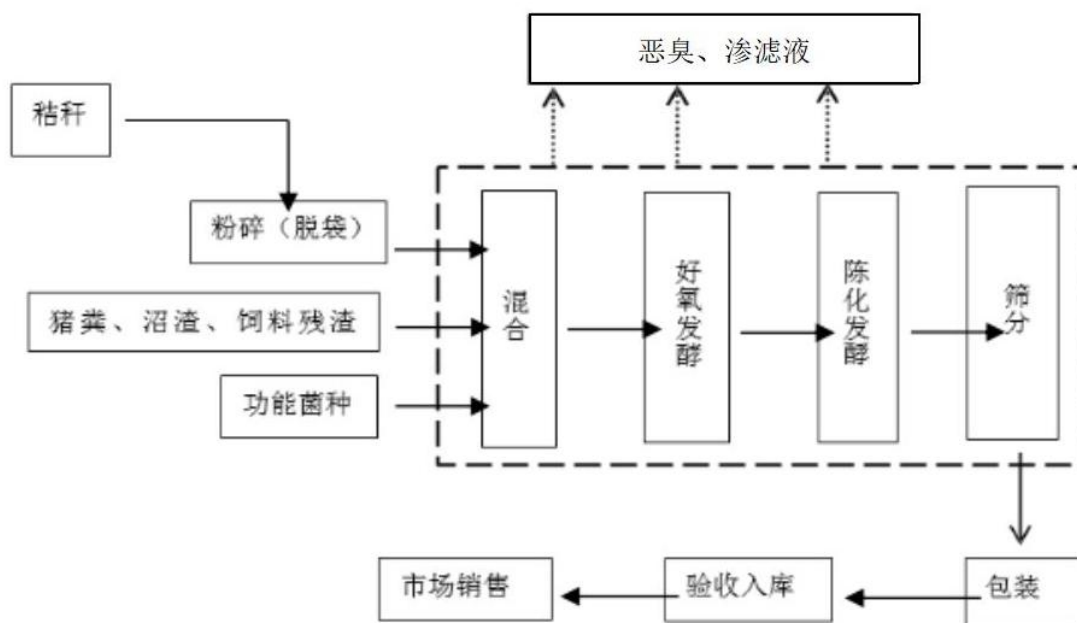 恶臭、渗滤液
秸秆
粉碎（脱袋）
猪粪、沼渣、饲料残渣
功能菌种
混合
好氧发酵
陈化发酵
筛分
市场销售
验收入库
包装